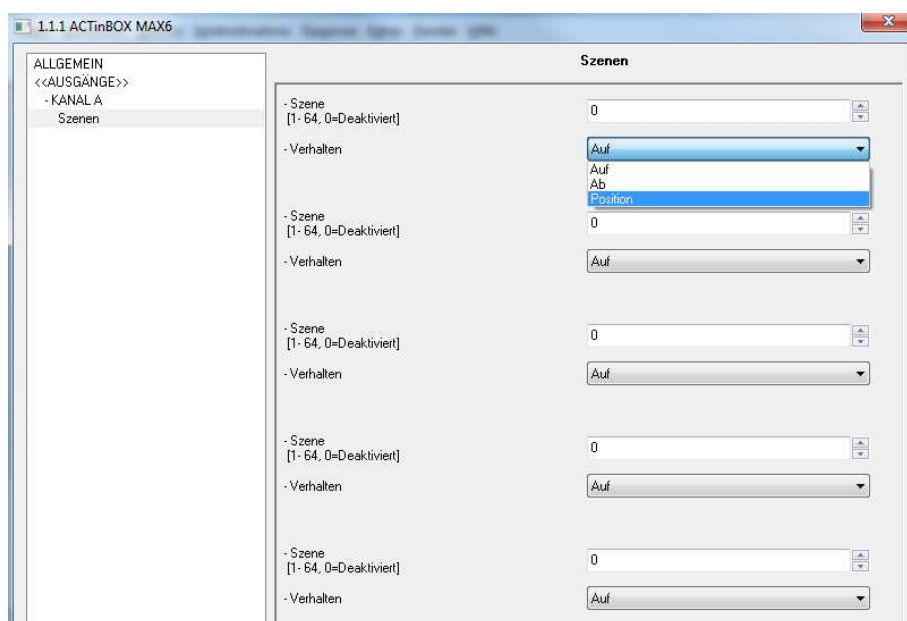 1.1.1 ACTinBOX MAX6
ALLGEMEIN
<<AUSGÄNGE>>
- KANAL A
Szenen
Szenen
- Szene
[1- 64, 0=Deaktiviert]
0
- Verhalten
Auf
Auf
Ab
Position
- Szene
[1- 64, 0=Deaktiviert]
0
- Verhalten
Auf
- Szene
[1- 64, 0=Deaktiviert]
0
- Verhalten
Auf
- Szene
[1- 64, 0=Deaktiviert]
0
- Verhalten
Auf
- Szene
[1- 64, 0=Deaktiviert]
0
- Verhalten
Auf